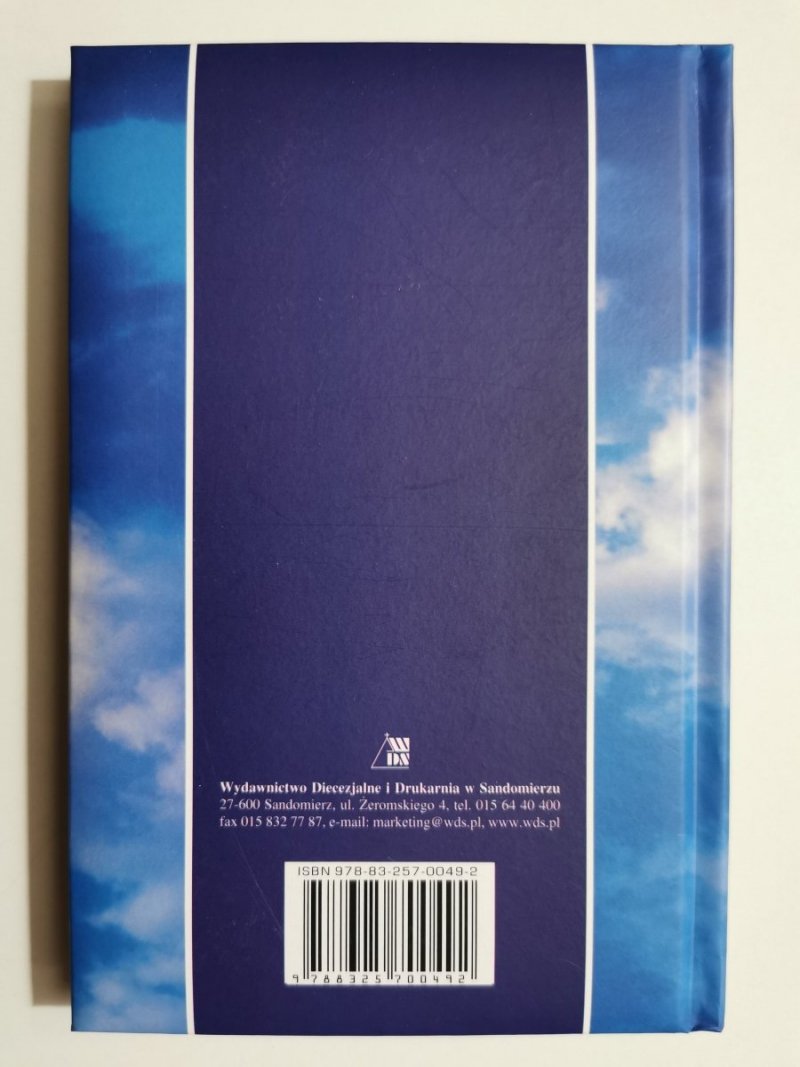 WDS
Wydawnictwo Diecezjalne i Drukarnia w Sandomierzu
27-600 Sandomierz, ul. Żeromskiego 4, tel. 015 64 40 400
fax 015 832 77 87, e-mail: marketing@wds.pl, www.wds.pl
ISBN 978-83-257-0049-2
9 788325 700492